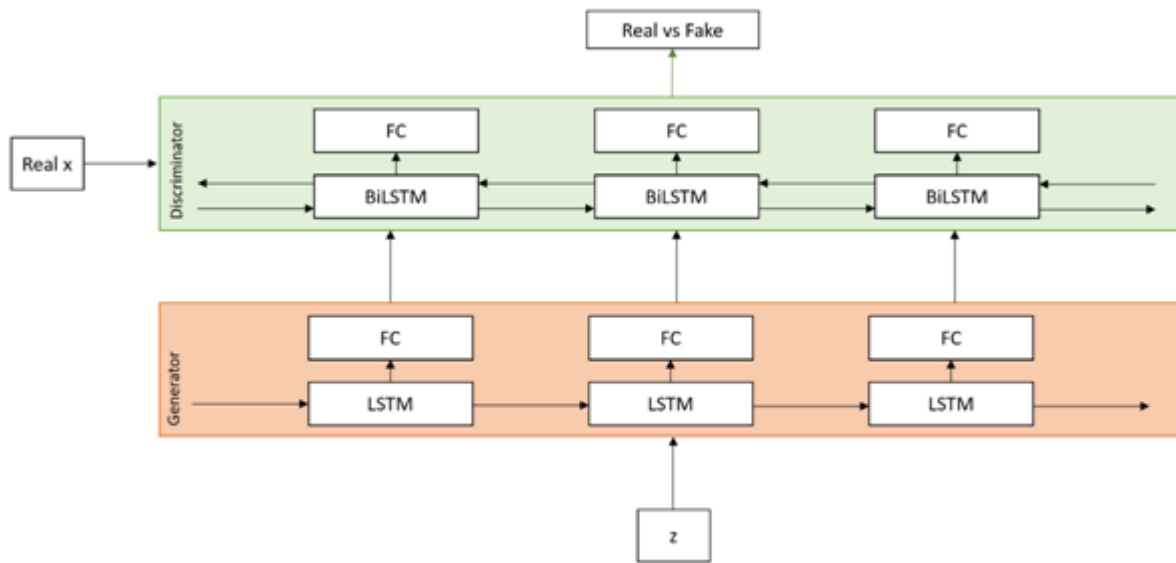 Real vs Fake
Discriminator
FC
FC
FC
Real x
BiLSTM
BiLSTM
BiLSTM
Generator
FC
FC
FC
LSTM
LSTM
LSTM
z